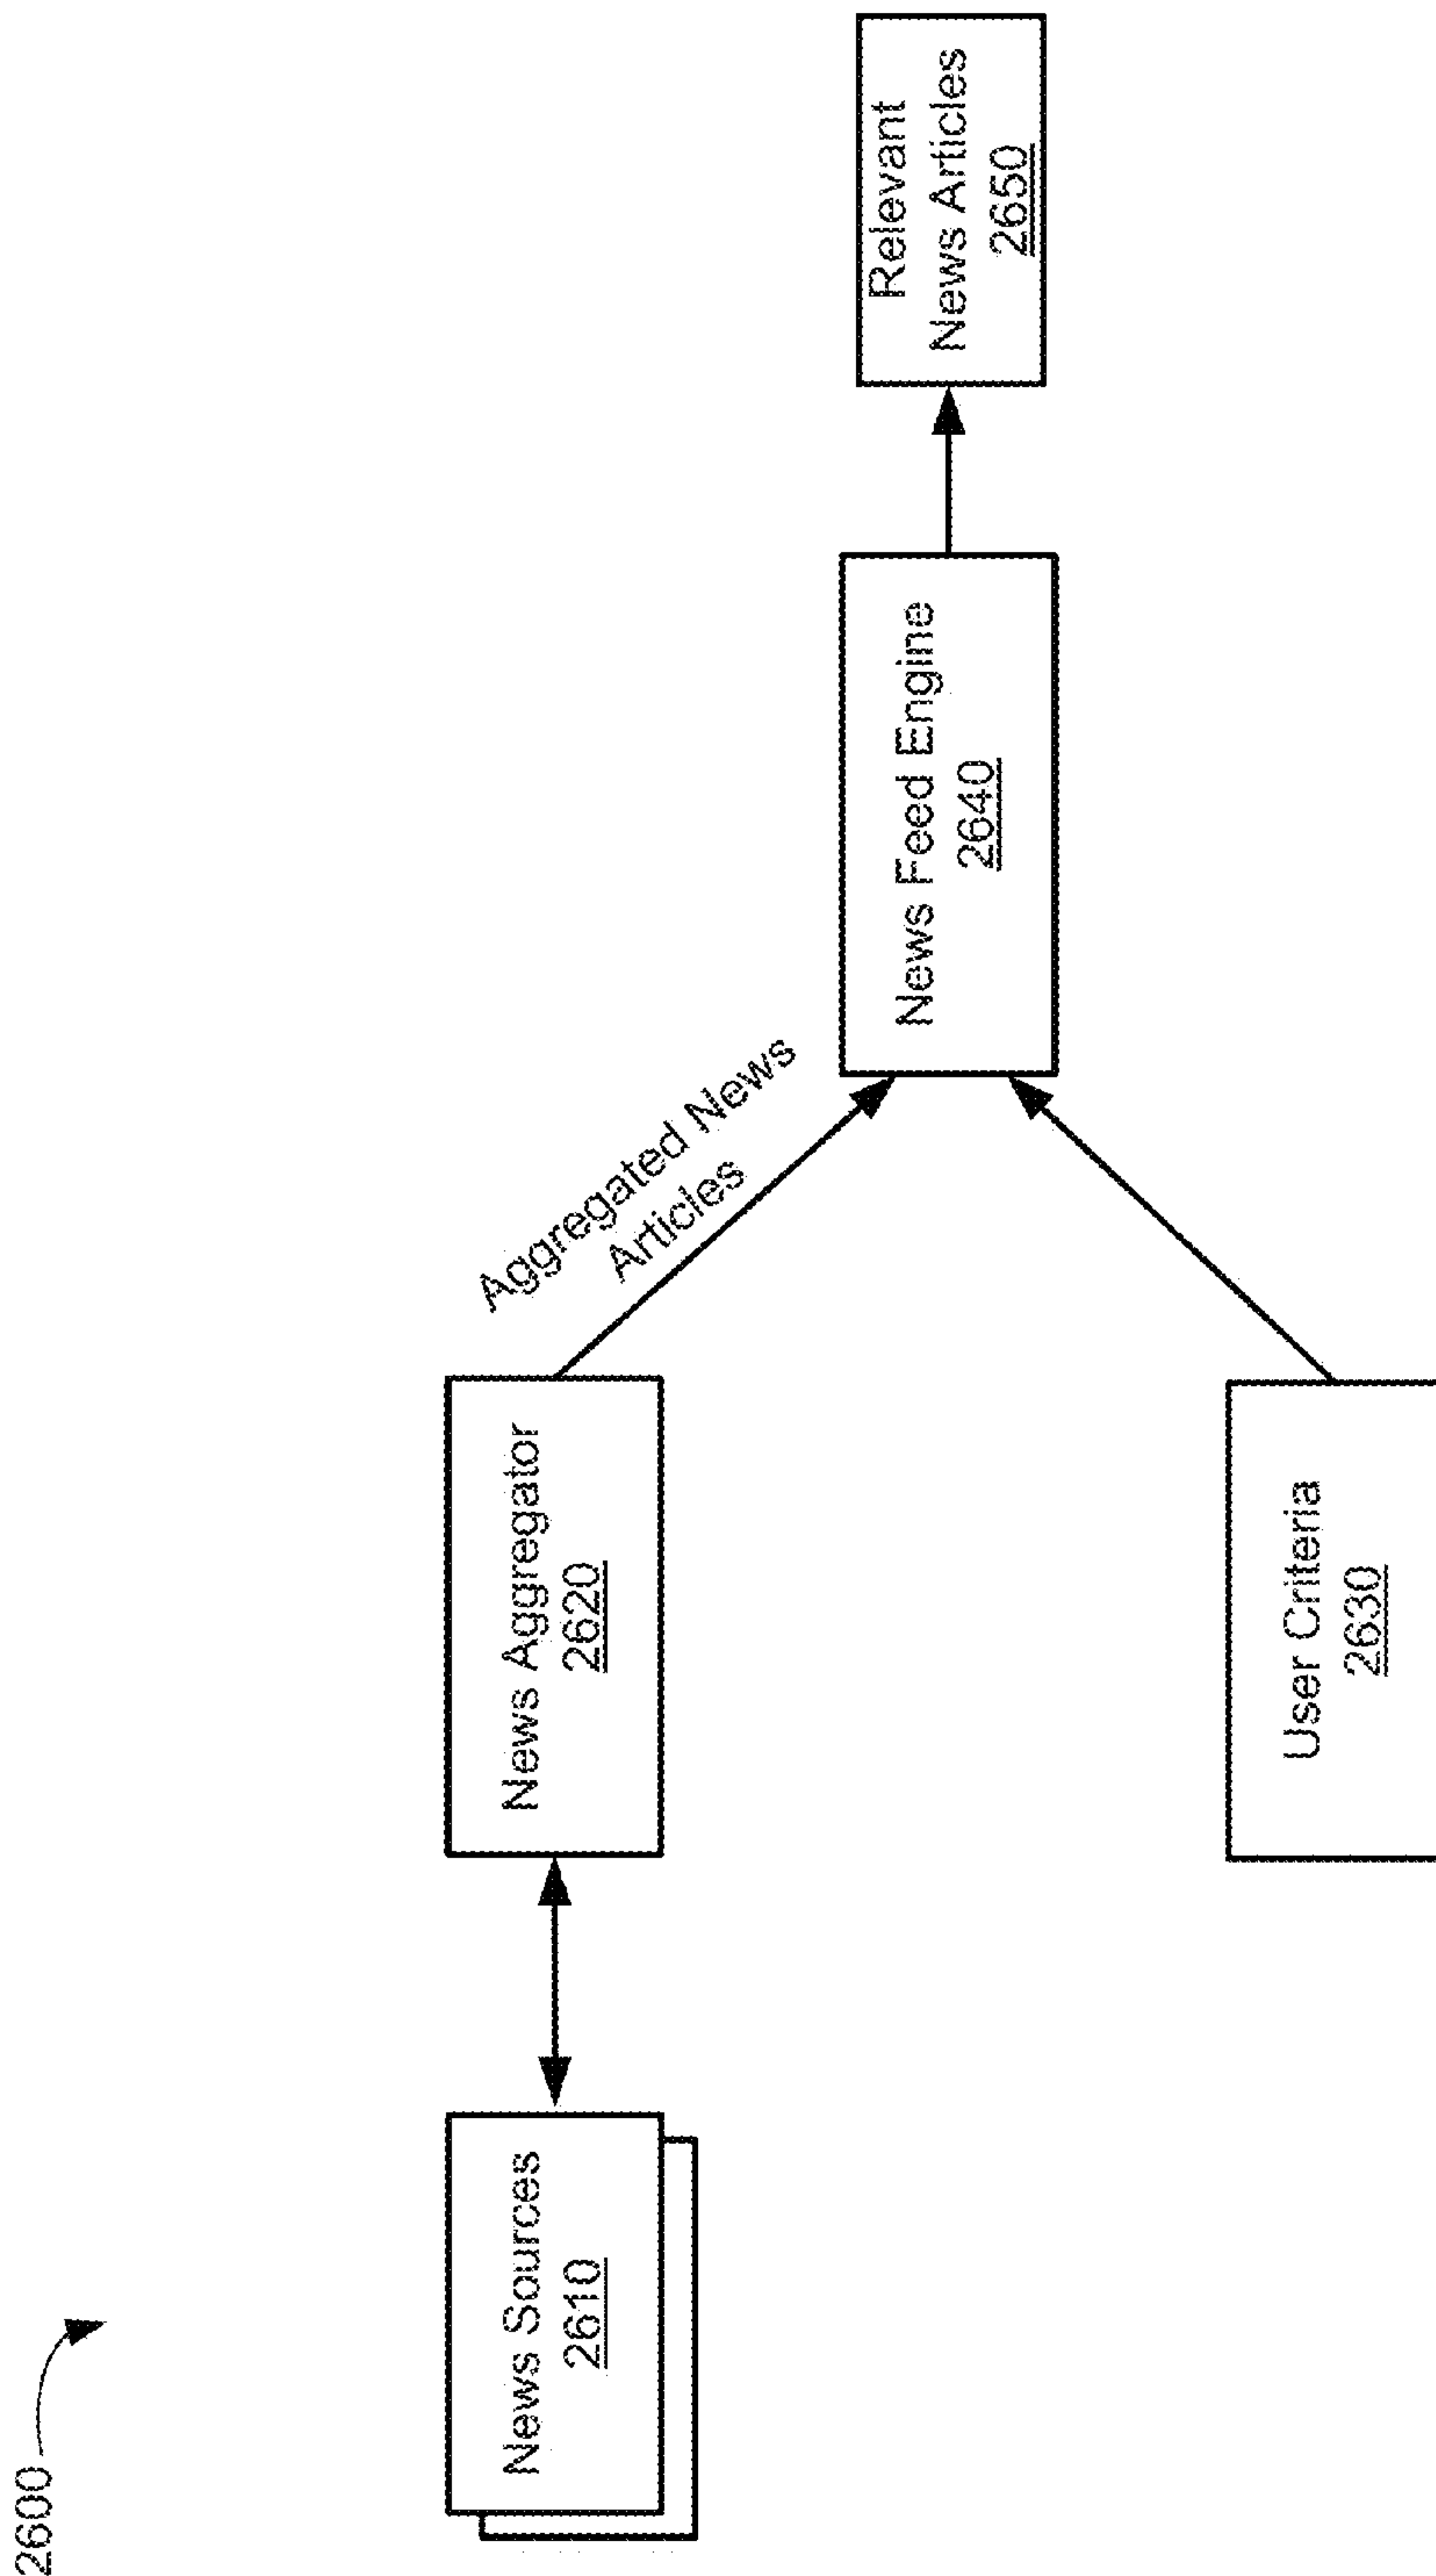 2600
News Sources
2610
News Aggregator
2620
Aggregated News
Articles
User Criteria
2630
News Feed Engine
2640
Relevant
News Articles
2650